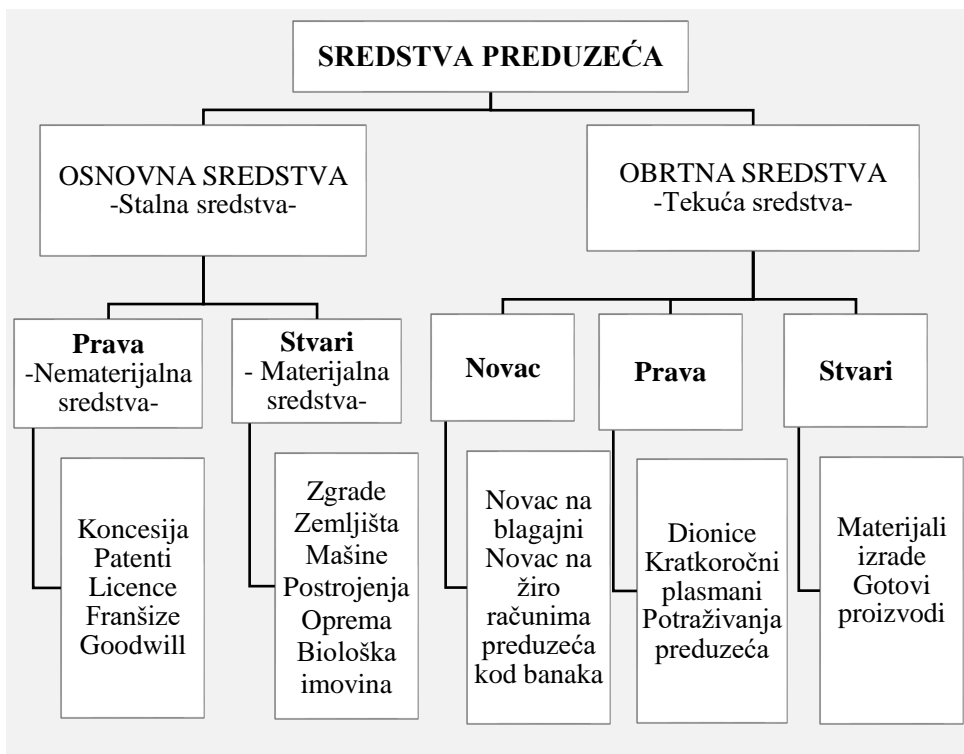 SREDSTVA PREDUZEĆA
OSNOVNA SREDSTVA
-Stalna sredstva-
OBRTNA SREDSTVA
-Tekuća sredstva-
Prava
-Nematerijalna
sredstva-
Stvari
- Materijalna
sredstva-
Novac
Prava
Stvari
Koncesija
Patenti
Licence
Franšize
Goodwill
Zgrade
Zemljišta
Mašine
Postrojenja
Oprema
Biološka
imovina
Novac na
blagajni
Novac na
žiro
računima
preduzeća
kod banaka
Dionice
Kratkoročni
plasmani
Potraživanja
preduzeća
Materijali
izrade
Gotovi
proizvodi